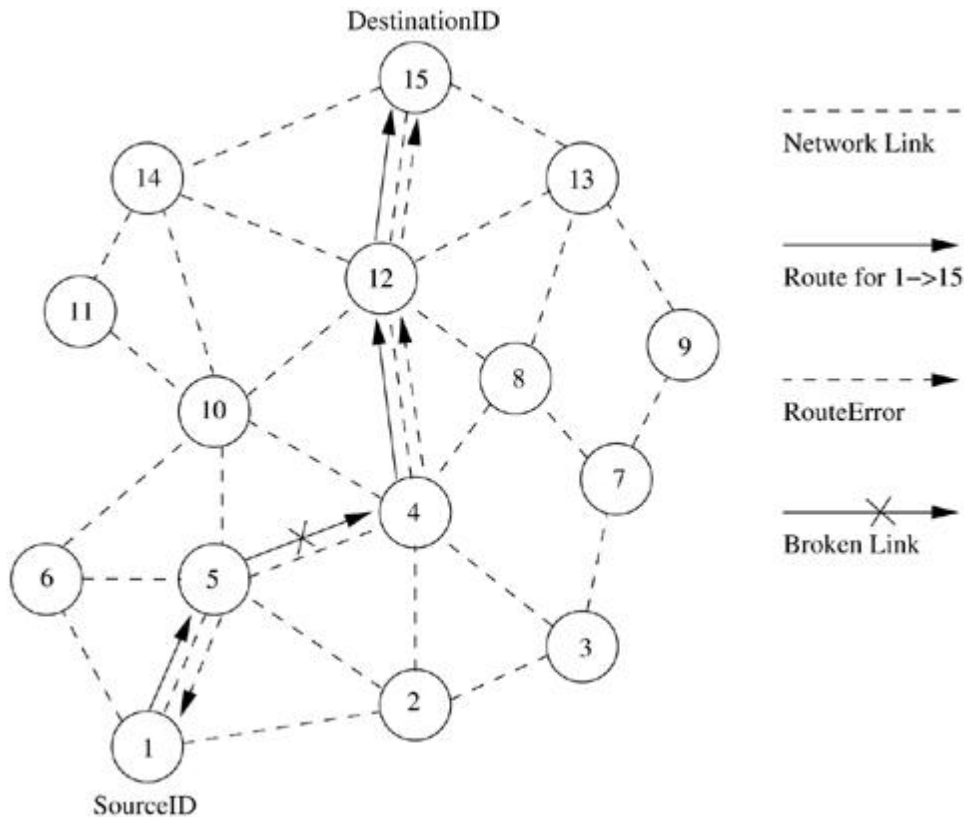 DestinationID
15
Network Link
14
13
Route for 1->15
12
11
9
8
10
RouteError
7
4
Broken Link
6
5
3
2
1
SourceID